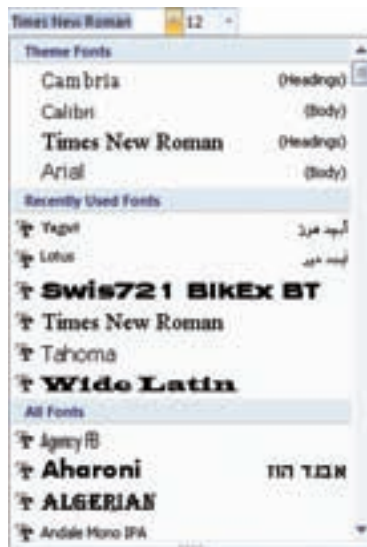 Times New Roman 12
Theme Fonts
Cambria (Headings)
Calibri (Body)
Times New Roman (Headings)
Arial (Body)
Recently Used Fonts
Yagut
Lotus
Swis721 BlkEx BT
Times New Roman
Tahoma
Wide Latin
All Fonts
Agency FB
Aharoni אבגד הוז
ALGERIAN
Andale Mono IPA